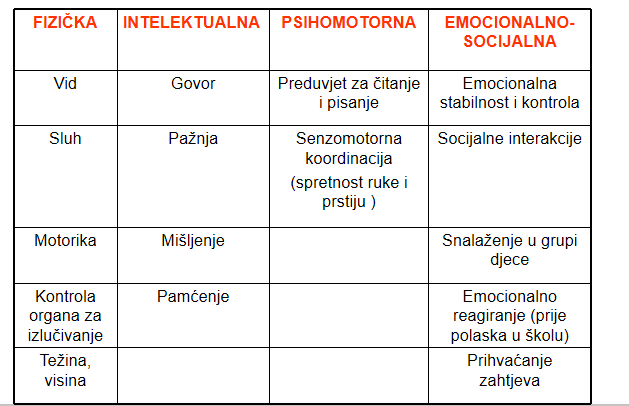 FIZIČKA
INTELEKTUALNA
PSIHOMOTORNA
EMOCIONALNO-
SOCIJALNA
Vid
Govor
Preduvjet za čitanje
i pisanje
Emocionalna
stabilnost i kontrola
Sluh
Pažnja
Senzomotorna
koordinacija
(spretnost ruke i
prstiju )
Socijalne interakcije
Motorika
Mišljenje
Snalaženje u grupi
djece
Kontrola
organa za
izlučivanje
Pamćenje
Emocionalno
reagiranje (prije
polaska u školu)
Težina,
visina
Prihvaćanje
zahtjeva